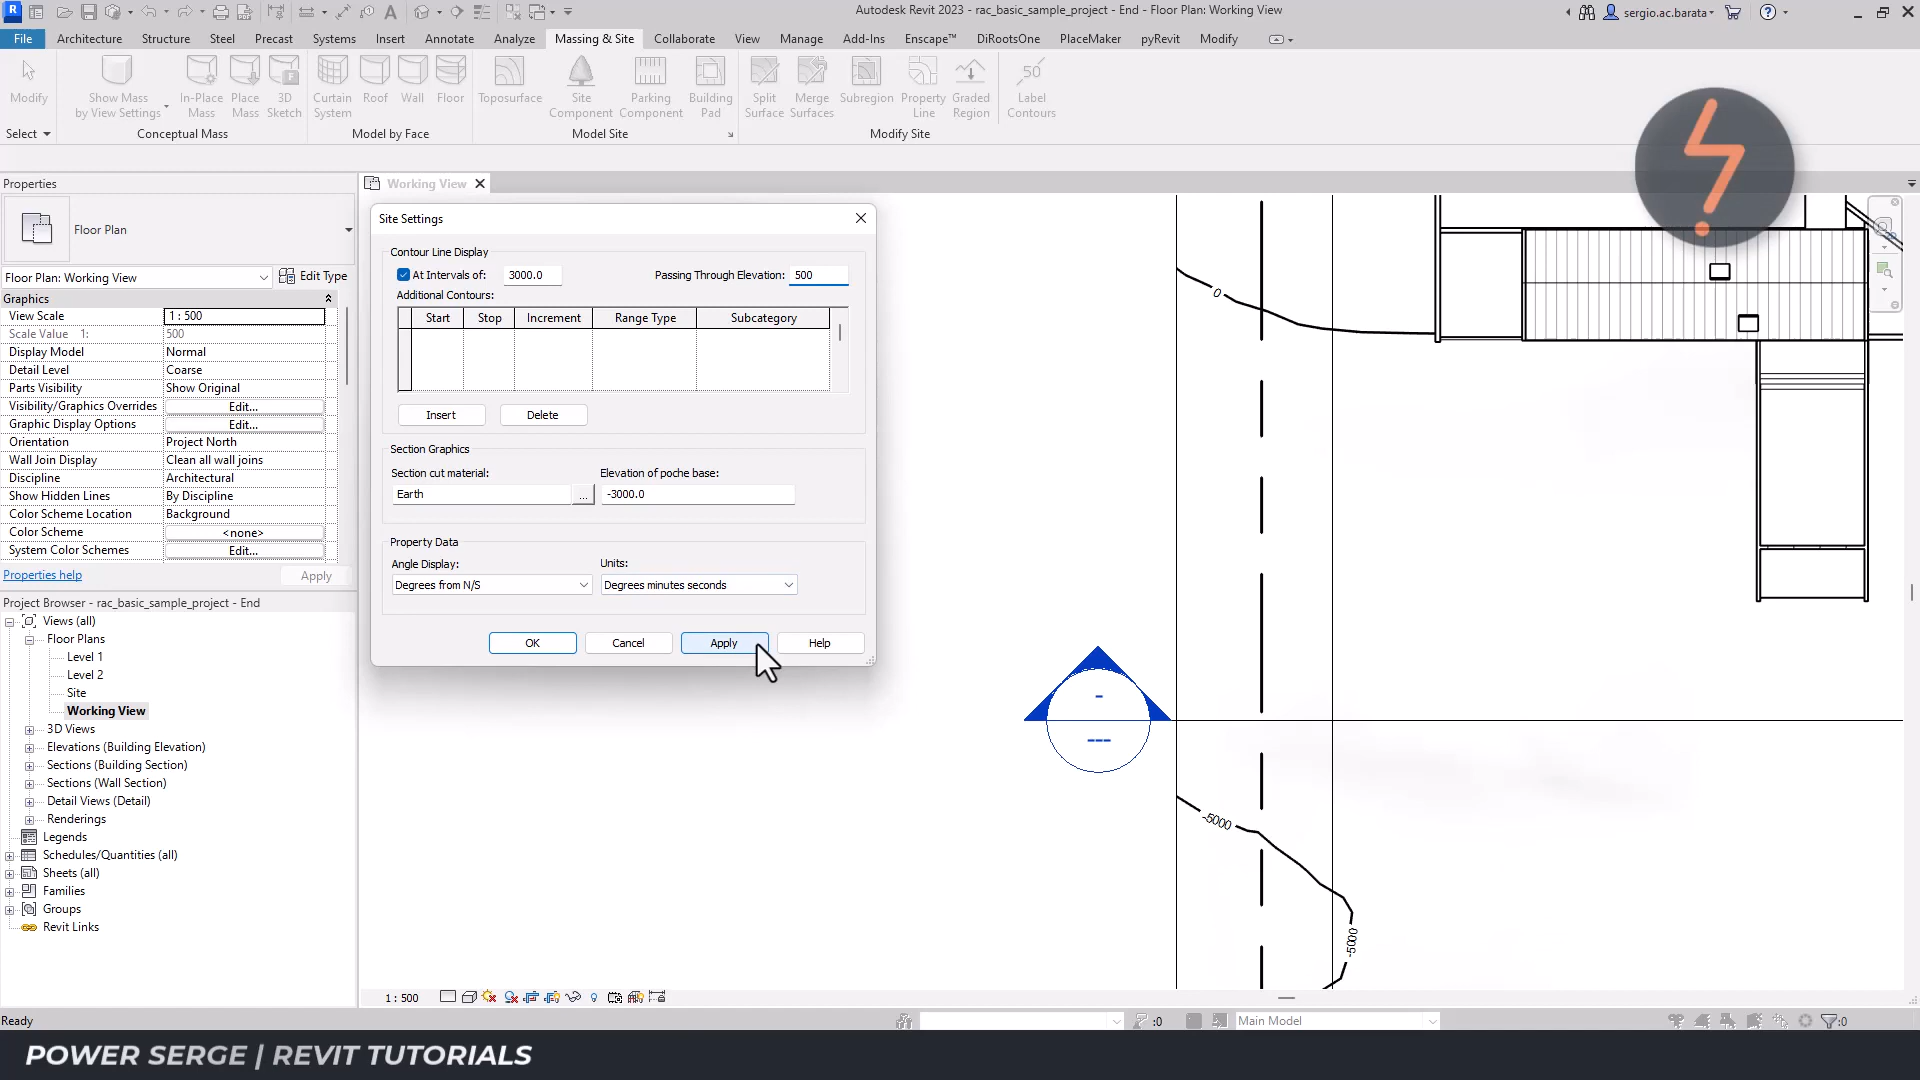 Autodesk Revit 2023 - rac_basic_sample_project - End - Floor Plan: Working View
sergio.ac.barata
File Architecture Structure Steel Precast Systems Insert Annotate Analyze Massing & Site Collaborate View Manage Add-Ins Enscape™ DiRootsOne PlaceMaker pyRevit Modify
Modify
Show Mass by View Settings
In-Place Mass
Place Mass
3D Sketch
Curtain System
Roof
Wall
Floor
Toposurface
Site Component
Parking Component
Building Pad
Split Surface
Merge Surfaces
Subregion
Property Line
Graded Region
50
Label Contours
Select
Conceptual Mass
Model by Face
Model Site
Modify Site
Properties
Floor Plan
Floor Plan: Working View
Edit Type
Graphics
View Scale 1 : 500
Scale Value 1: 500
Display Model Normal
Detail Level Coarse
Parts Visibility Show Original
Visibility/Graphics Overrides Edit...
Graphic Display Options Edit...
Orientation Project North
Wall Join Display Clean all wall joins
Discipline Architectural
Show Hidden Lines By Discipline
Color Scheme Location Background
Color Scheme <none>
System Color Schemes Edit...
Properties help
Apply
Project Browser - rac_basic_sample_project - End
Views (all)
Floor Plans
Level 1
Level 2
Site
Working View
3D Views
Elevations (Building Elevation)
Sections (Building Section)
Sections (Wall Section)
Detail Views (Detail)
Renderings
Legends
Schedules/Quantities (all)
Sheets (all)
Families
Groups
Revit Links
Working View
Site Settings
Contour Line Display
At Intervals of: 3000.0
Passing Through Elevation: 500
Additional Contours:
Start Stop Increment Range Type Subcategory
Insert
Delete
Section Graphics
Section cut material:
Elevation of poche base:
Earth
...
-3000.0
Property Data
Angle Display:
Units:
Degrees from N/S
Degrees minutes seconds
OK
Cancel
Apply
Help
0
-
---
-5000
-5000
1 : 500
Ready
:0
Main Model
:0
POWER SERGE | REVIT TUTORIALS